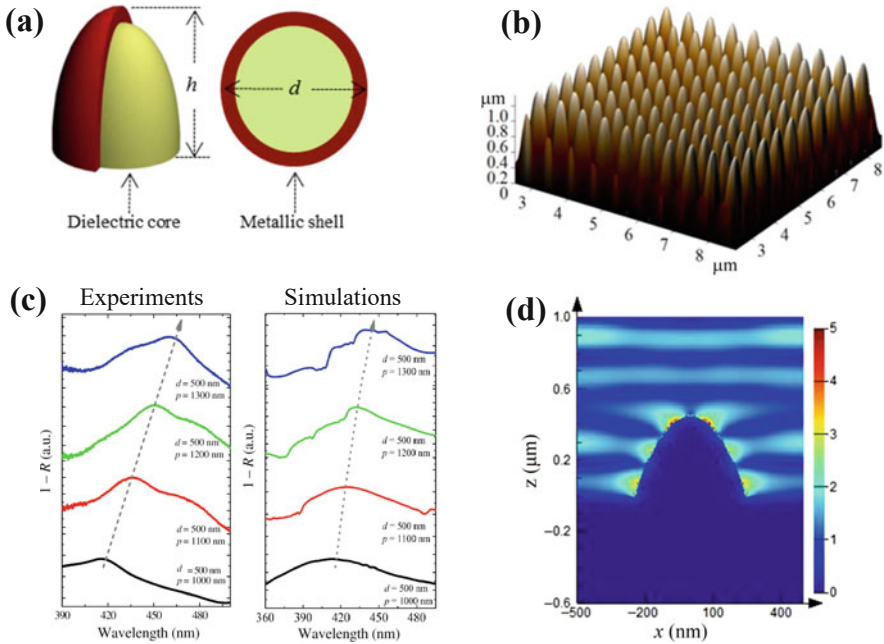 (a)
h
d
Dielectric core
Metallic shell
(b)
μm
1.0
0.8
0.6
0.4
0.2
0
3
4
5
6
7
8
μm
3
4
5
6
7
8
(c)
Experiments
Simulations
1 – R (a.u.)
d = 500 nm
p = 1300 nm
d = 500 nm
p = 1200 nm
d = 500 nm
p = 1100 nm
d = 500 nm
p = 1000 nm
390 420 450 480
Wavelength (nm)
1 – R (a.u.)
d = 500 nm
p = 1300 nm
d = 500 nm
p = 1200 nm
d = 500 nm
p = 1100 nm
d = 500 nm
p = 1000 nm
360 390 420 450 480
Wavelength (nm)
(d)
z (μm)
1.0
0.6
0.2
−0.2
−0.6
−500 −200 100 400
x (nm)
5
4
3
2
1
0